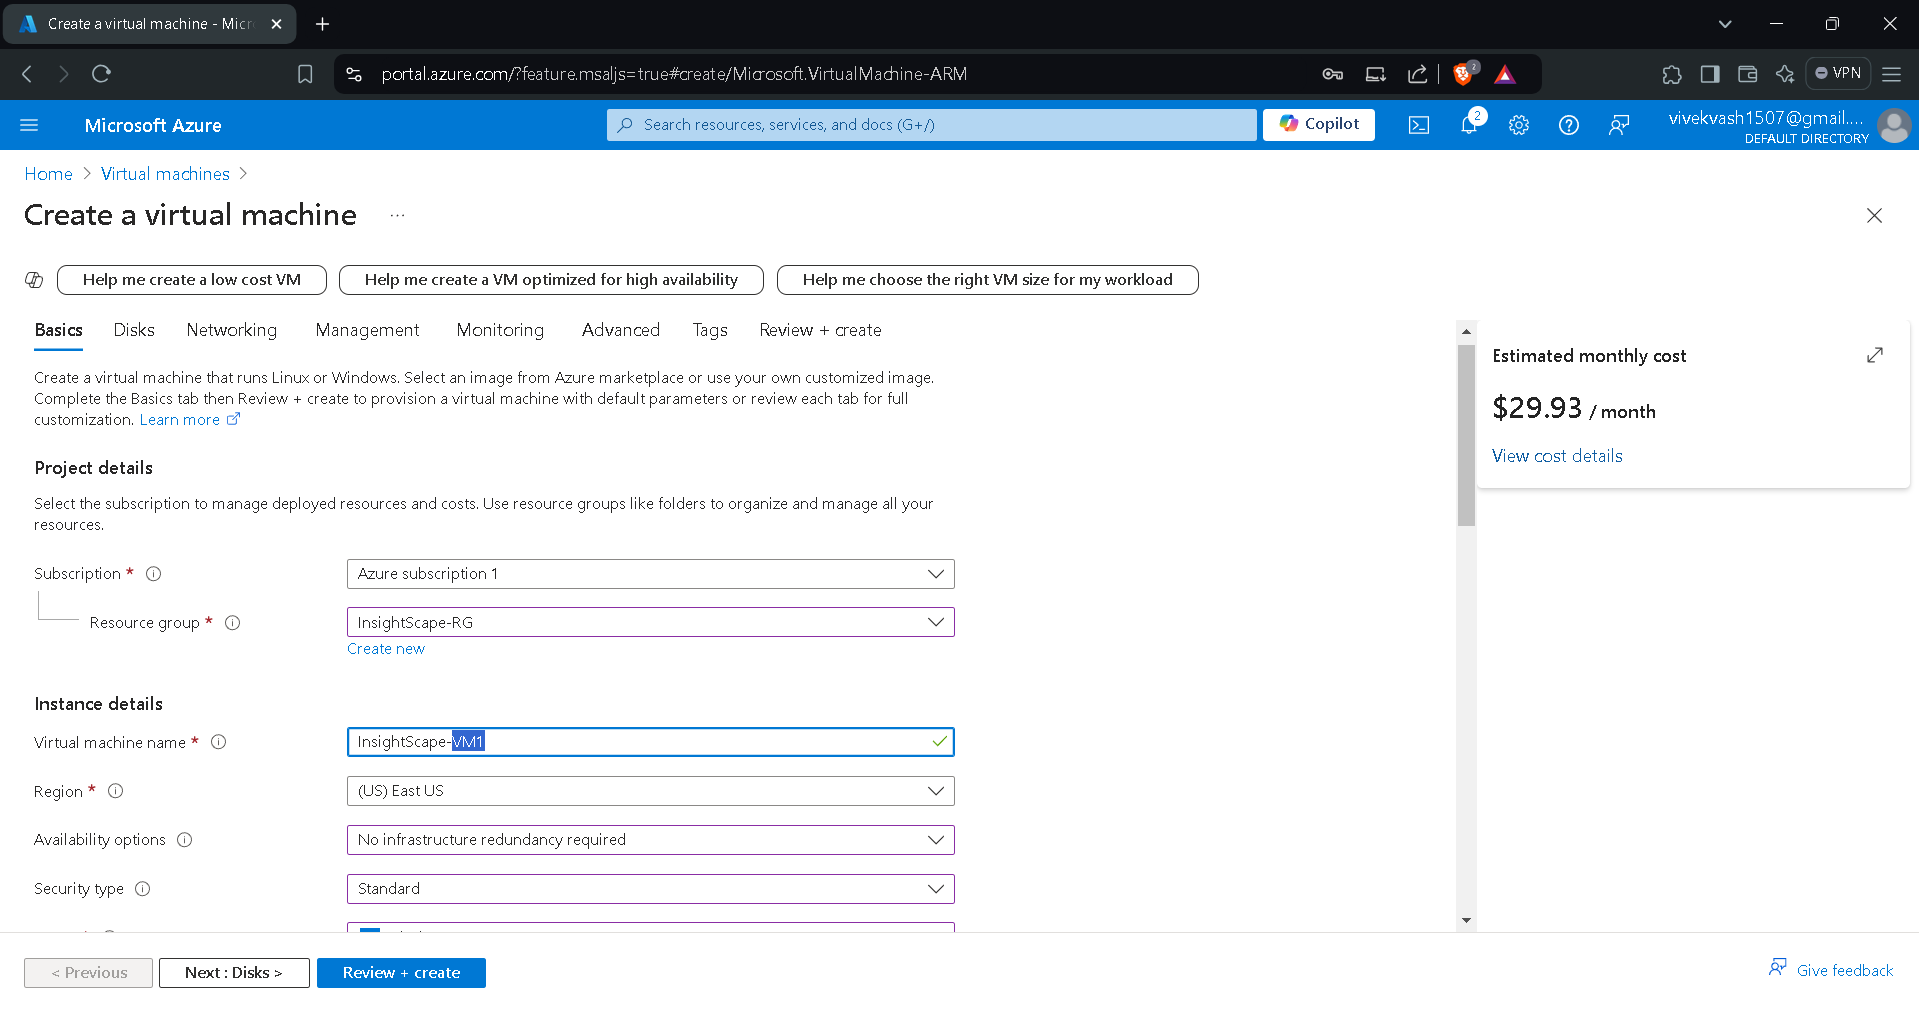 Create a virtual machine - Micr
portal.azure.com/?feature.msaljs=true#create/Microsoft.VirtualMachine-ARM
2
VPN
Microsoft Azure
Search resources, services, and docs (G+/)
Copilot
2
vivekvash1507@gmail....
DEFAULT DIRECTORY
Home > Virtual machines >
Create a virtual machine ...
Help me create a low cost VM
Help me create a VM optimized for high availability
Help me choose the right VM size for my workload
Basics Disks Networking Management Monitoring Advanced Tags Review + create
Create a virtual machine that runs Linux or Windows. Select an image from Azure marketplace or use your own customized image.
Complete the Basics tab then Review + create to provision a virtual machine with default parameters or review each tab for full
customization. Learn more
Project details
Select the subscription to manage deployed resources and costs. Use resource groups like folders to organize and manage all your
resources.
Subscription * Azure subscription 1
Resource group * InsightScape-RG
Create new
Instance details
Virtual machine name * InsightScape-VM1
Region * (US) East US
Availability options No infrastructure redundancy required
Security type Standard
Estimated monthly cost
$29.93 / month
View cost details
< Previous
Next : Disks >
Review + create
Give feedback